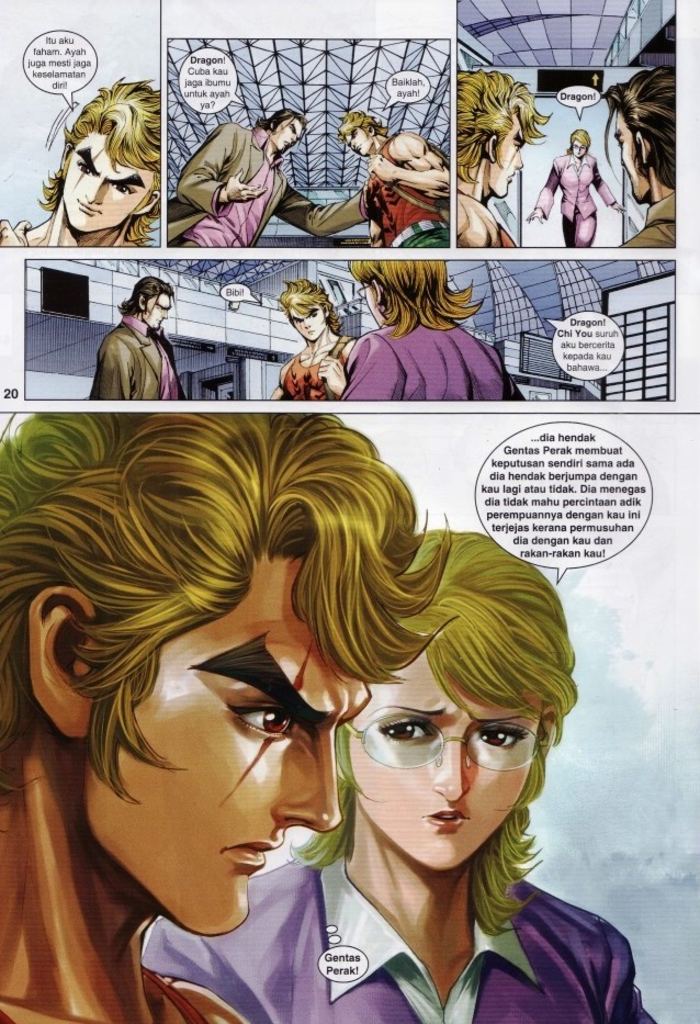 Itu aku
faham. Ayah
juga mesti jaga
keselamatan
diri!
Dragon!
Cuba kau
jaga ibumu
untuk ayah
ya?
Baiklah,
ayah!
Dragon!
Bibi!
Dragon!
Chi You suruh
aku bercerita
kepada kau
bahawa...
20
...dia hendak
Gentas Perak membuat
keputusan sendiri sama ada
dia hendak berjumpa dengan
kau lagi atau tidak. Dia menegas
dia tidak mahu percintaan adik
perempuannya dengan kau ini
terjejas kerana permusuhan
dia dengan kau dan
rakan-rakan kau!
Gentas
Perak!